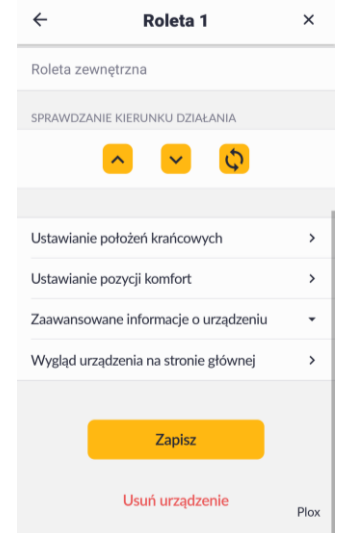 Roleta 1
Roleta zewnętrzna
SPRAWDZANIE KIERUNKU DZIAŁANIA
Ustawianie położeń krańcowych
Ustawianie pozycji komfort
Zaawansowane informacje o urządzeniu
Wygląd urządzenia na stronie głównej
Zapisz
Usuń urządzenie
Plox